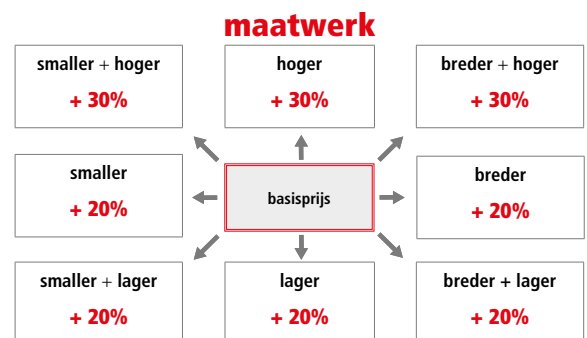 maatwerk
smaller + hoger
+ 30%
hoger
+ 30%
breder + hoger
+ 30%
smaller
+ 20%
basisprijs
breder
+ 20%
smaller + lager
+ 20%
lager
+ 20%
breder + lager
+ 20%